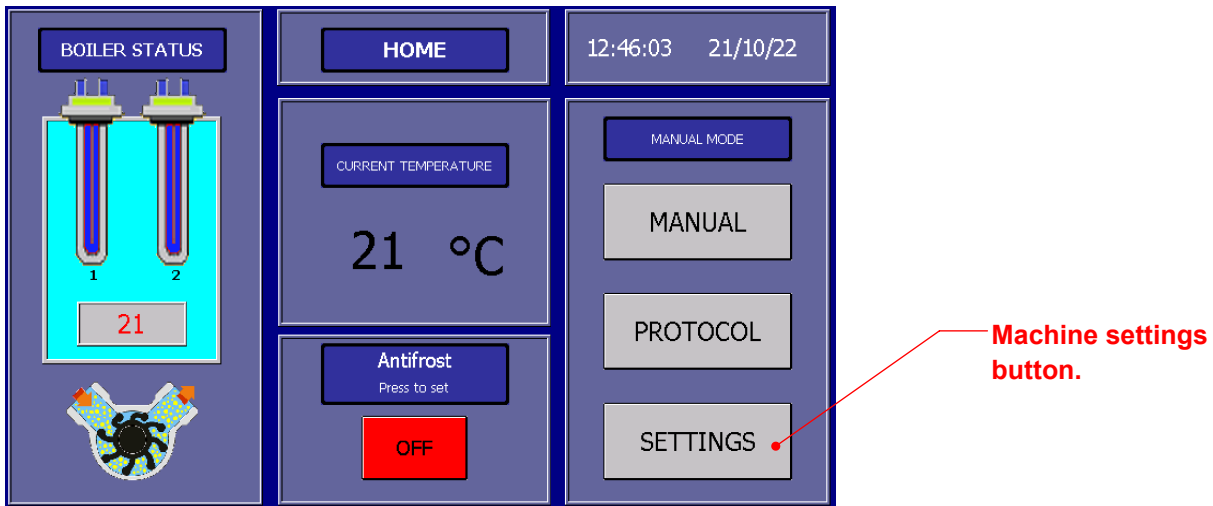 BOILER STATUS
1 2
21
HOME
CURRENT TEMPERATURE
21 °C
Antifrost
Press to set
OFF
12:46:03 21/10/22
MANUAL MODE
MANUAL
PROTOCOL
SETTINGS
Machine settings
button.